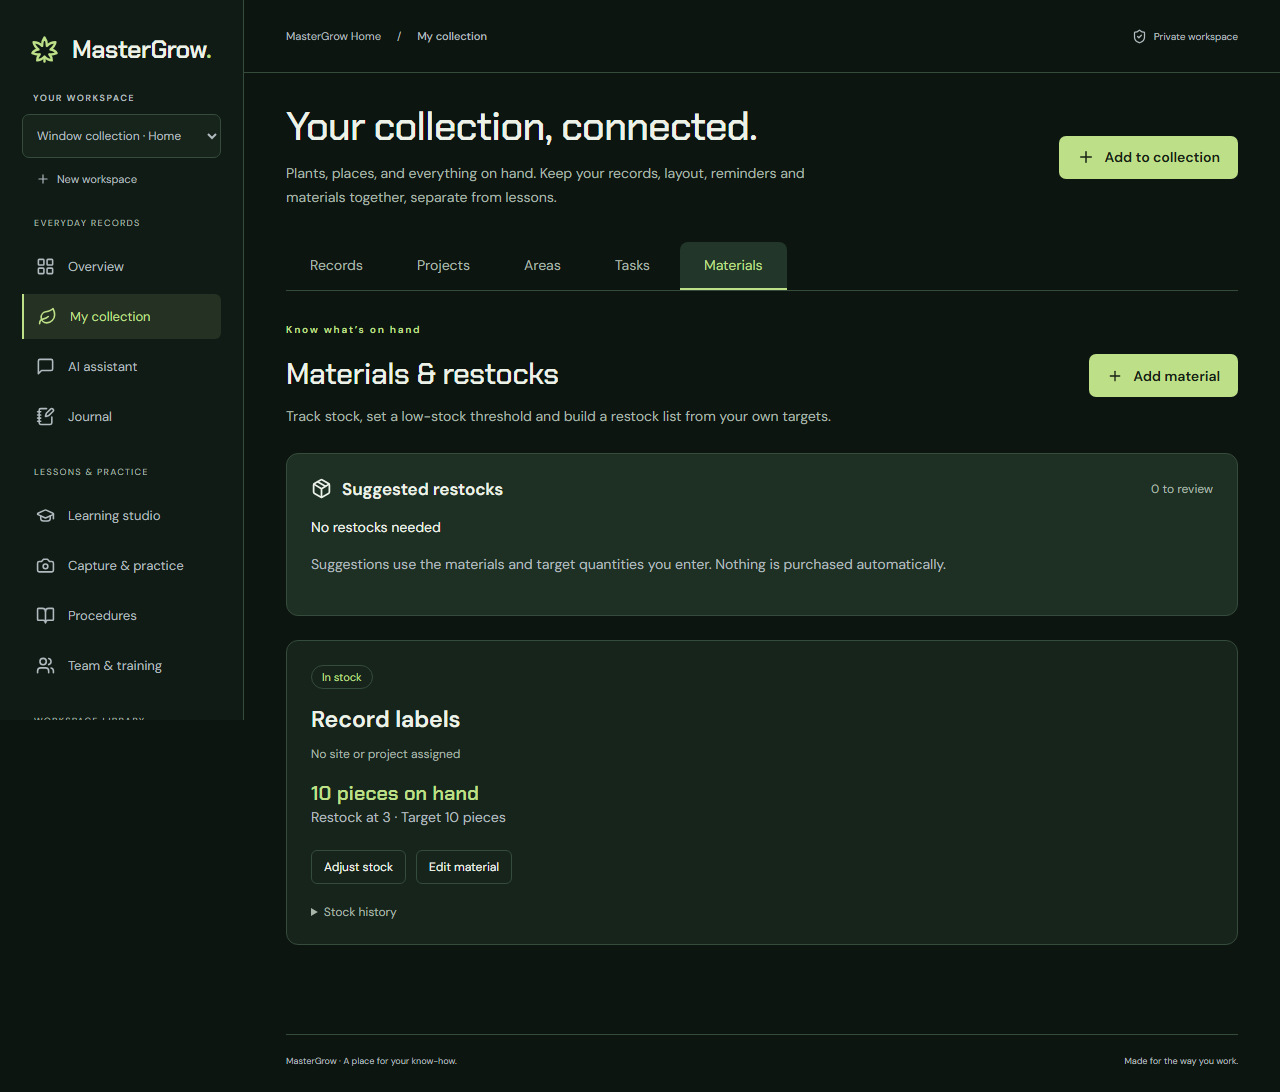 MasterGrow.
YOUR WORKSPACE
Window collection · Home
New workspace
EVERYDAY RECORDS
Overview
My collection
AI assistant
Journal
LESSONS & PRACTICE
Learning studio
Capture & practice
Procedures
Team & training
WORKSPACE LIBRARY
MasterGrow Home / My collection
Private workspace
Your collection, connected.
Plants, places, and everything on hand. Keep your records, layout, reminders and
materials together, separate from lessons.
Add to collection
Records
Projects
Areas
Tasks
Materials
Know what's on hand
Materials & restocks
Track stock, set a low-stock threshold and build a restock list from your own targets.
Add material
Suggested restocks
0 to review
No restocks needed
Suggestions use the materials and target quantities you enter. Nothing is purchased automatically.
In stock
Record labels
No site or project assigned
10 pieces on hand
Restock at 3 · Target 10 pieces
Adjust stock
Edit material
Stock history
MasterGrow · A place for your know-how.
Made for the way you work.